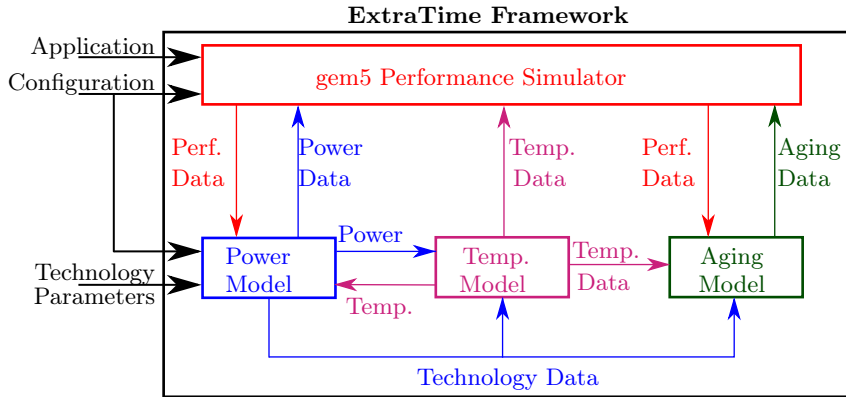 ExtraTime Framework
Application
Configuration
gem5 Performance Simulator
Perf.
Data
Power
Data
Temp.
Data
Perf.
Data
Aging
Data
Technology
Parameters
Power
Model
Power
Temp.
Temp.
Model
Temp.
Data
Aging
Model
Technology Data